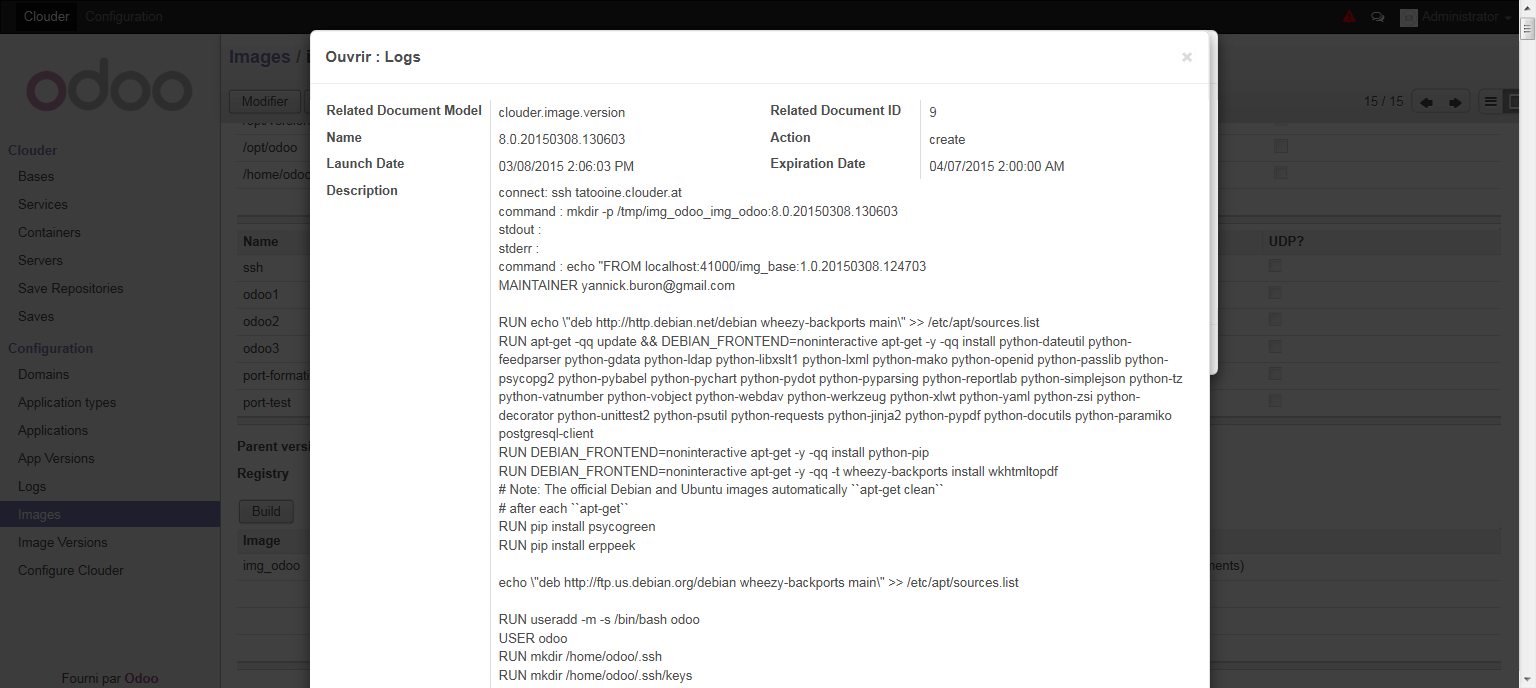 Clouder Configuration Administrator
odoo
Clouder
Bases
Services
Containers
Servers
Save Repositories
Saves
Configuration
Domains
Application types
Applications
App Versions
Logs
Images
Image Versions
Configure Clouder
Fourni par Odoo
Images /
Modifier
15 / 15
/opt/odoo
/home/odoo
Name UDP?
ssh
odoo1
odoo2
odoo3
port-formati
port-test
Parent versi
Registry
Build
Image
img_odoo nents)
Ouvrir : Logs ×
Related Document Model clouder.image.version Related Document ID 9
Name 8.0.20150308.130603 Action create
Launch Date 03/08/2015 2:06:03 PM Expiration Date 04/07/2015 2:00:00 AM
Description connect: ssh tatooine.clouder.at
command : mkdir -p /tmp/img_odoo_img_odoo:8.0.20150308.130603
stdout :
stderr :
command : echo "FROM localhost:41000/img_base:1.0.20150308.124703
MAINTAINER yannick.buron@gmail.com
RUN echo \"deb http://http.debian.net/debian wheezy-backports main\" >> /etc/apt/sources.list
RUN apt-get -qq update && DEBIAN_FRONTEND=noninteractive apt-get -y -qq install python-dateutil python-
feedparser python-gdata python-ldap python-libxslt1 python-lxml python-mako python-openid python-passlib python-
psycopg2 python-pybabel python-pychart python-pydot python-pyparsing python-reportlab python-simplejson python-tz
python-vatnumber python-vobject python-webdav python-werkzeug python-xlwt python-yaml python-zsi python-
decorator python-unittest2 python-psutil python-requests python-jinja2 python-pypdf python-docutils python-paramiko
postgresql-client
RUN DEBIAN_FRONTEND=noninteractive apt-get -y -qq install python-pip
RUN DEBIAN_FRONTEND=noninteractive apt-get -y -qq -t wheezy-backports install wkhtmltopdf
# Note: The official Debian and Ubuntu images automatically ``apt-get clean``
# after each ``apt-get``
RUN pip install psycogreen
RUN pip install erppeek
echo \"deb http://ftp.us.debian.org/debian wheezy-backports main\" >> /etc/apt/sources.list
RUN useradd -m -s /bin/bash odoo
USER odoo
RUN mkdir /home/odoo/.ssh
RUN mkdir /home/odoo/.ssh/keys